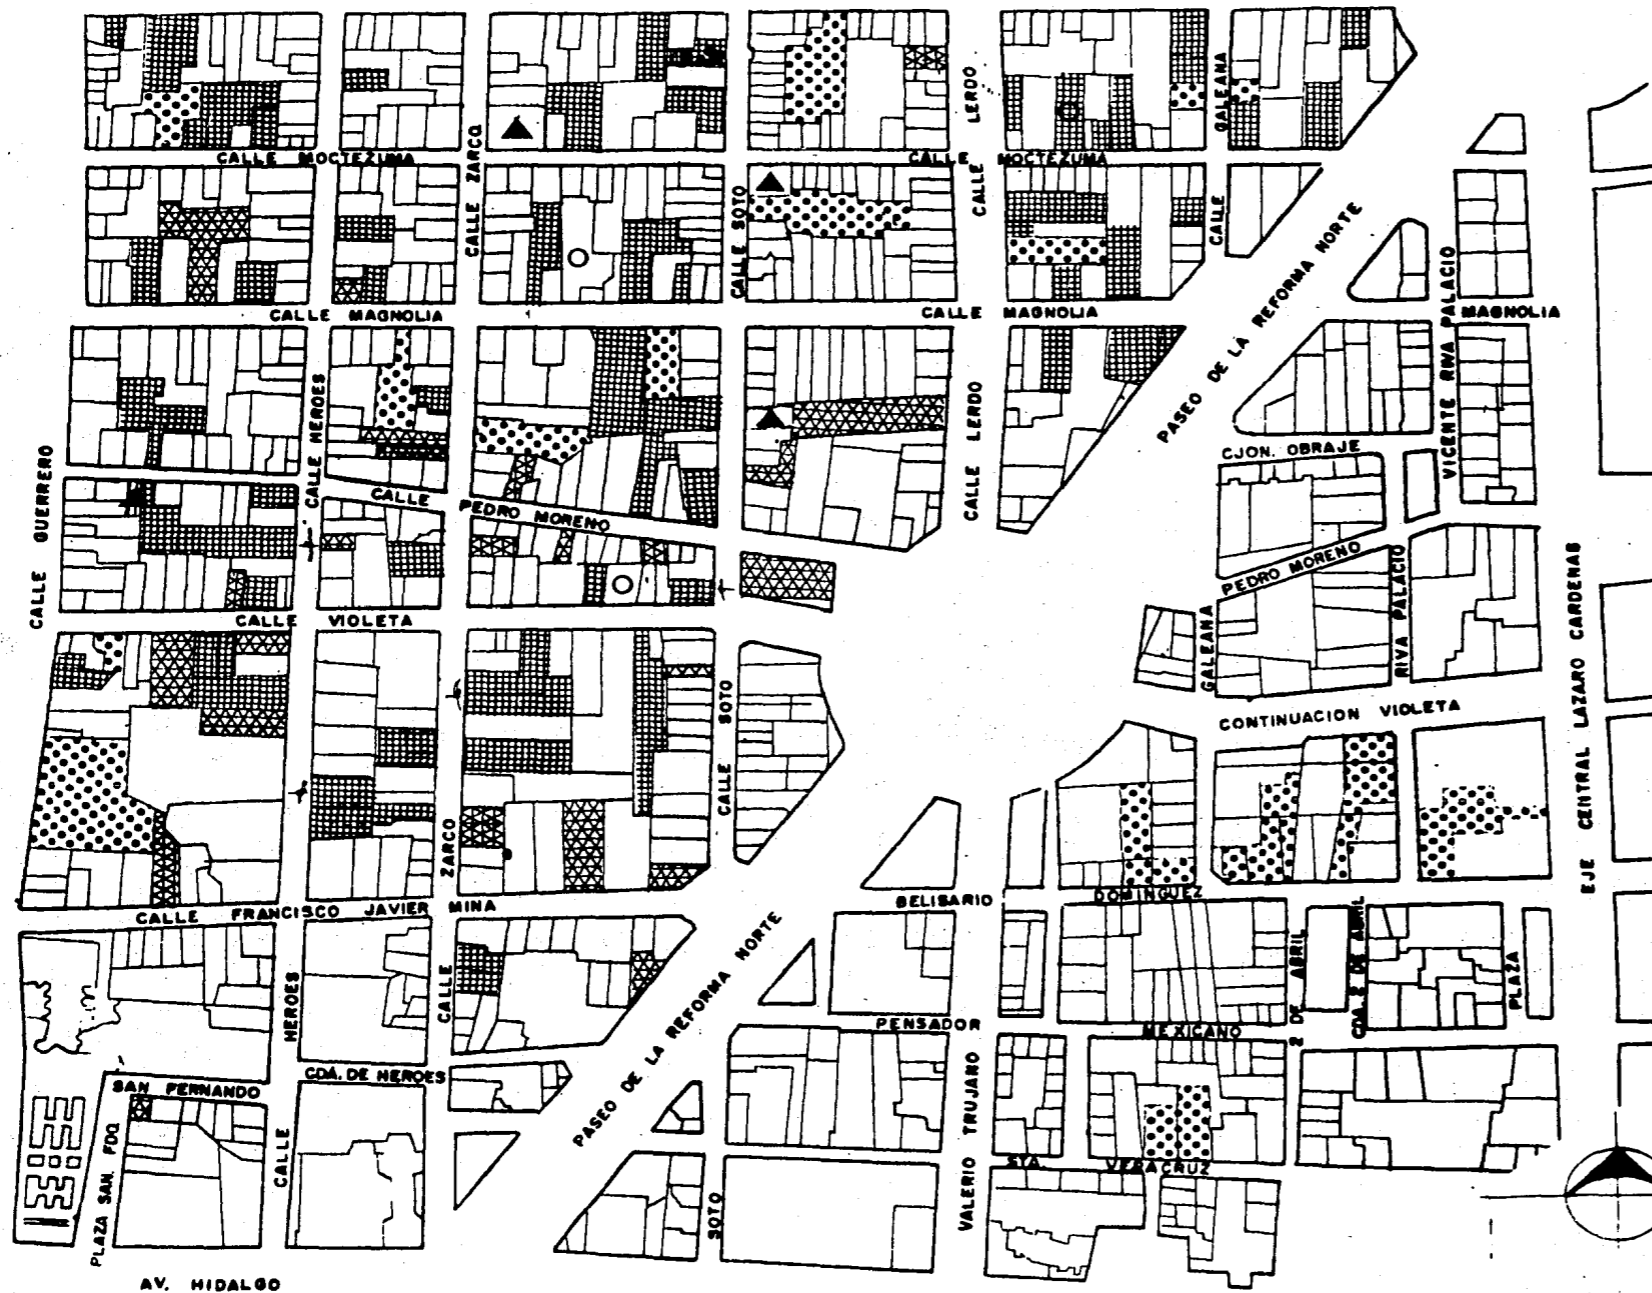 CALLE MOCTEZUMA
CALLE ZARCO
CALLE MOCTEZUMA
CALLE LERDO
CALLE GALEANA
CALLE SOTO
PASEO DE LA REFORMA NORTE
CALLE MAGNOLIA
CALLE MAGNOLIA
MAGNOLIA
VICENTE RIVA PALACIO
CALLE HEROES
CALLE LERDO
CJON. OBRAJE
CALLE GUERRERO
CALLE PEDRO MORENO
PEDRO MORENO
RIVA PALACIO
GALEANA
EJE CENTRAL LAZARO CARDENAS
CALLE VIOLETA
CALLE SOTO
CONTINUACION VIOLETA
CALLE ZARCO
BELISARIO DOMINGUEZ
CALLE FRANCISCO JAVIER MINA
PASEO DE LA REFORMA NORTE
2 DE ABRIL
CDA. 2 DE ABRIL
PLAZA
PENSADOR MEXICANO
CALLE HEROES
CDA. DE HEROES
SAN FERNANDO
PLAZA SAN FDO.
VALERIO TRUJANO
STA. VERACRUZ
SOTO
AV. HIDALGO